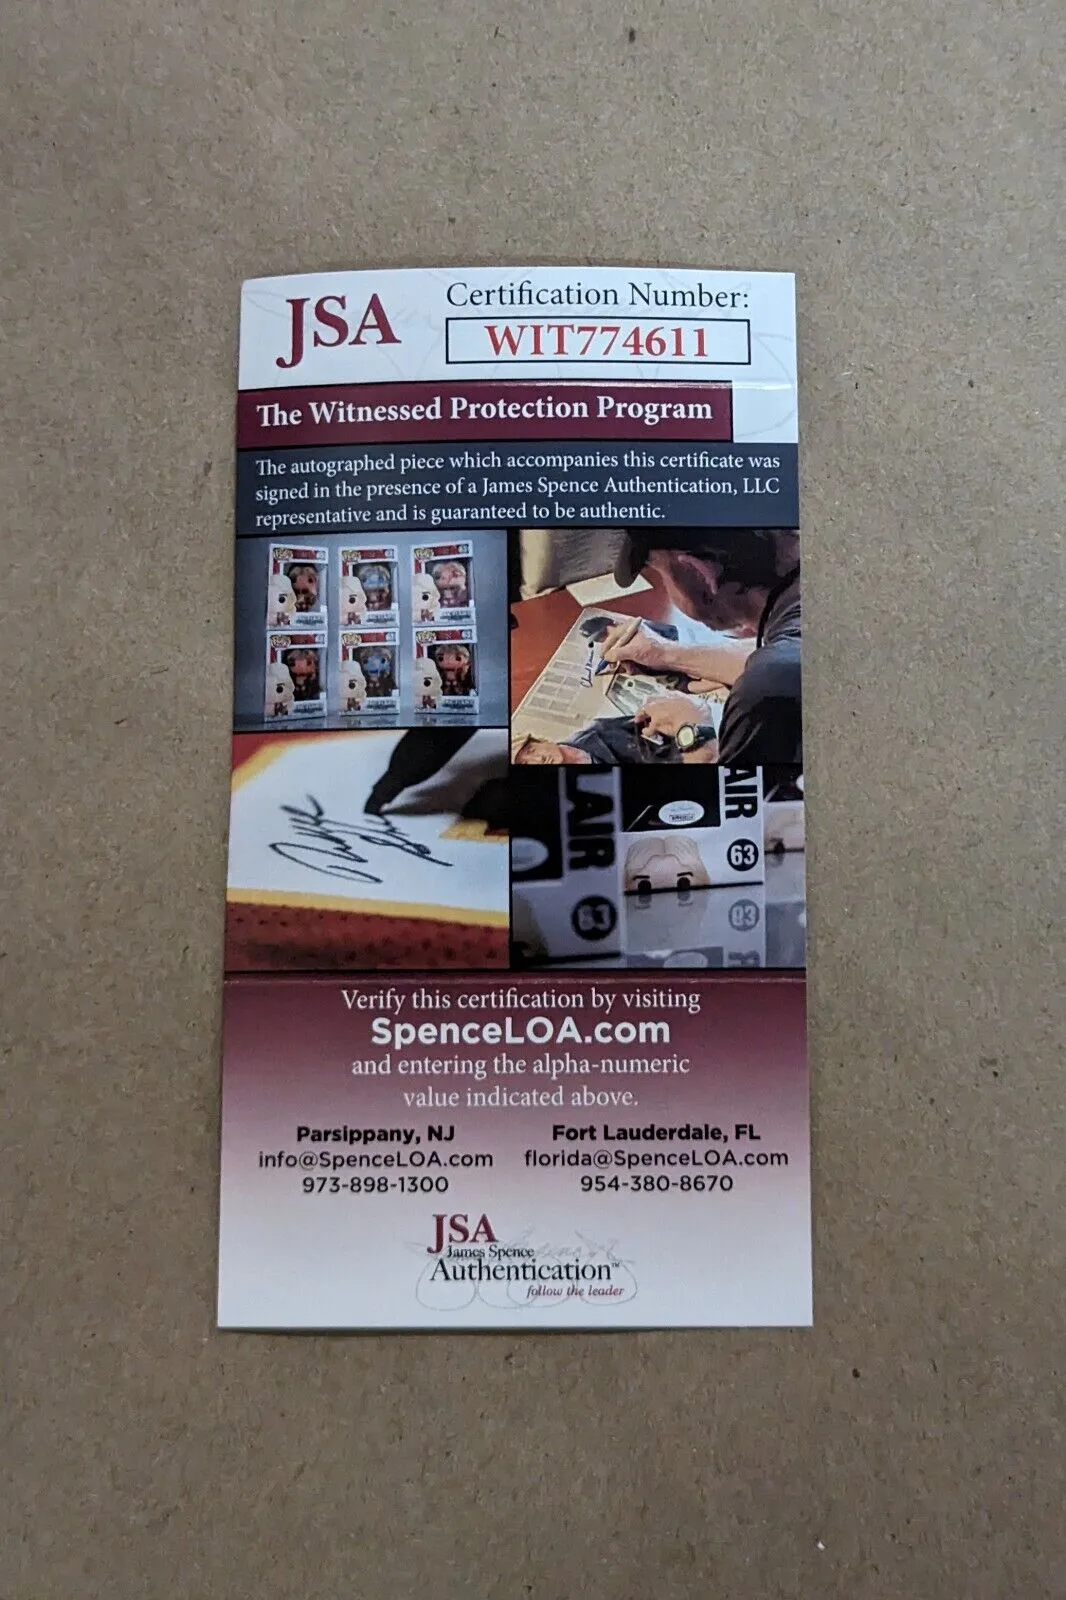 JSA
Certification Number:
WIT774611
The Witnessed Protection Program
The autographed piece which accompanies this certificate was
signed in the presence of a James Spence Authentication, LLC
representative and is guaranteed to be authentic.
LAIR
63
AIR
63
Verify this certification by visiting
SpenceLOA.com
and entering the alpha-numeric
value indicated above.
Parsippany, NJ
info@SpenceLOA.com
973-898-1300
Fort Lauderdale, FL
florida@SpenceLOA.com
954-380-8670
JSA
James Spence
Authentication™
follow the leader